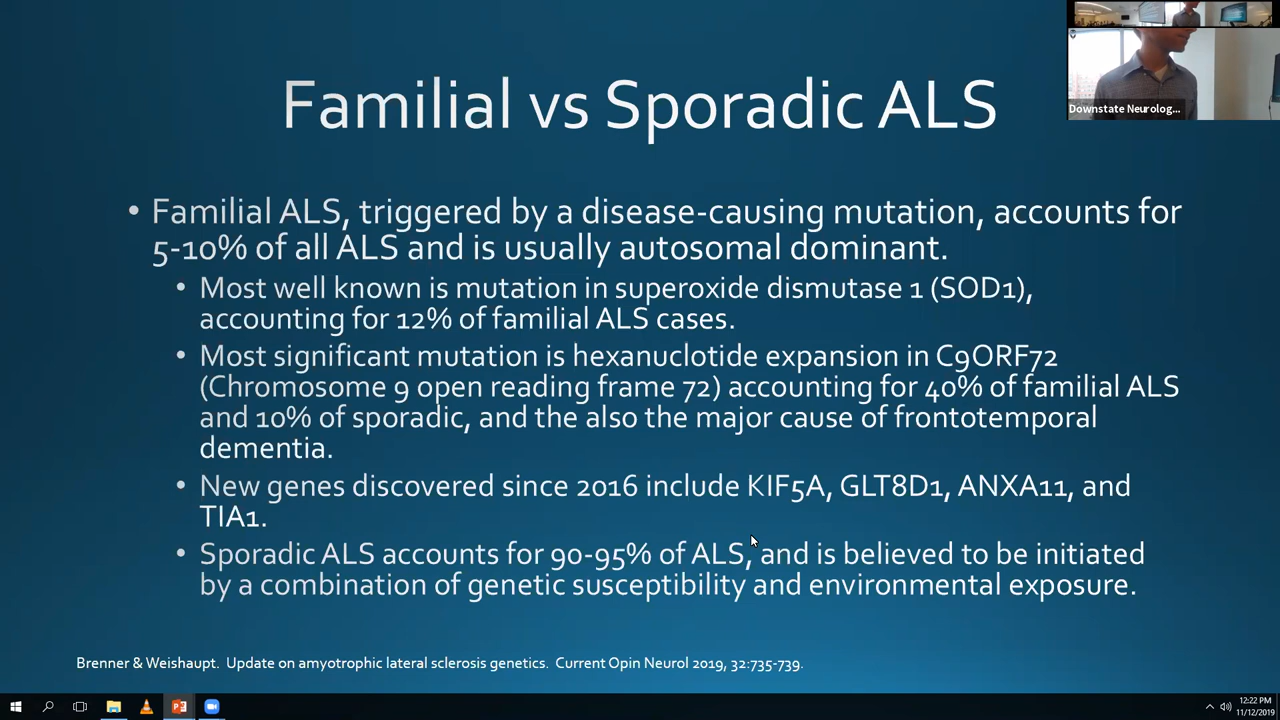 Familial vs Sporadic ALS
Downstate Neurolog...
• Familial ALS, triggered by a disease-causing mutation, accounts for
5-10% of all ALS and is usually autosomal dominant.
• Most well known is mutation in superoxide dismutase 1 (SOD1),
accounting for 12% of familial ALS cases.
• Most significant mutation is hexanuclotide expansion in C9ORF72
(Chromosome 9 open reading frame 72) accounting for 40% of familial ALS
and 10% of sporadic, and the also the major cause of frontotemporal
dementia.
• New genes discovered since 2016 include KIF5A, GLT8D1, ANXA11, and
TIA1.
• Sporadic ALS accounts for 90-95% of ALS, and is believed to be initiated
by a combination of genetic susceptibility and environmental exposure.
Brenner & Weishaupt. Update on amyotrophic lateral sclerosis genetics. Current Opin Neurol 2019, 32:735-739.
12:22 PM
11/12/2019